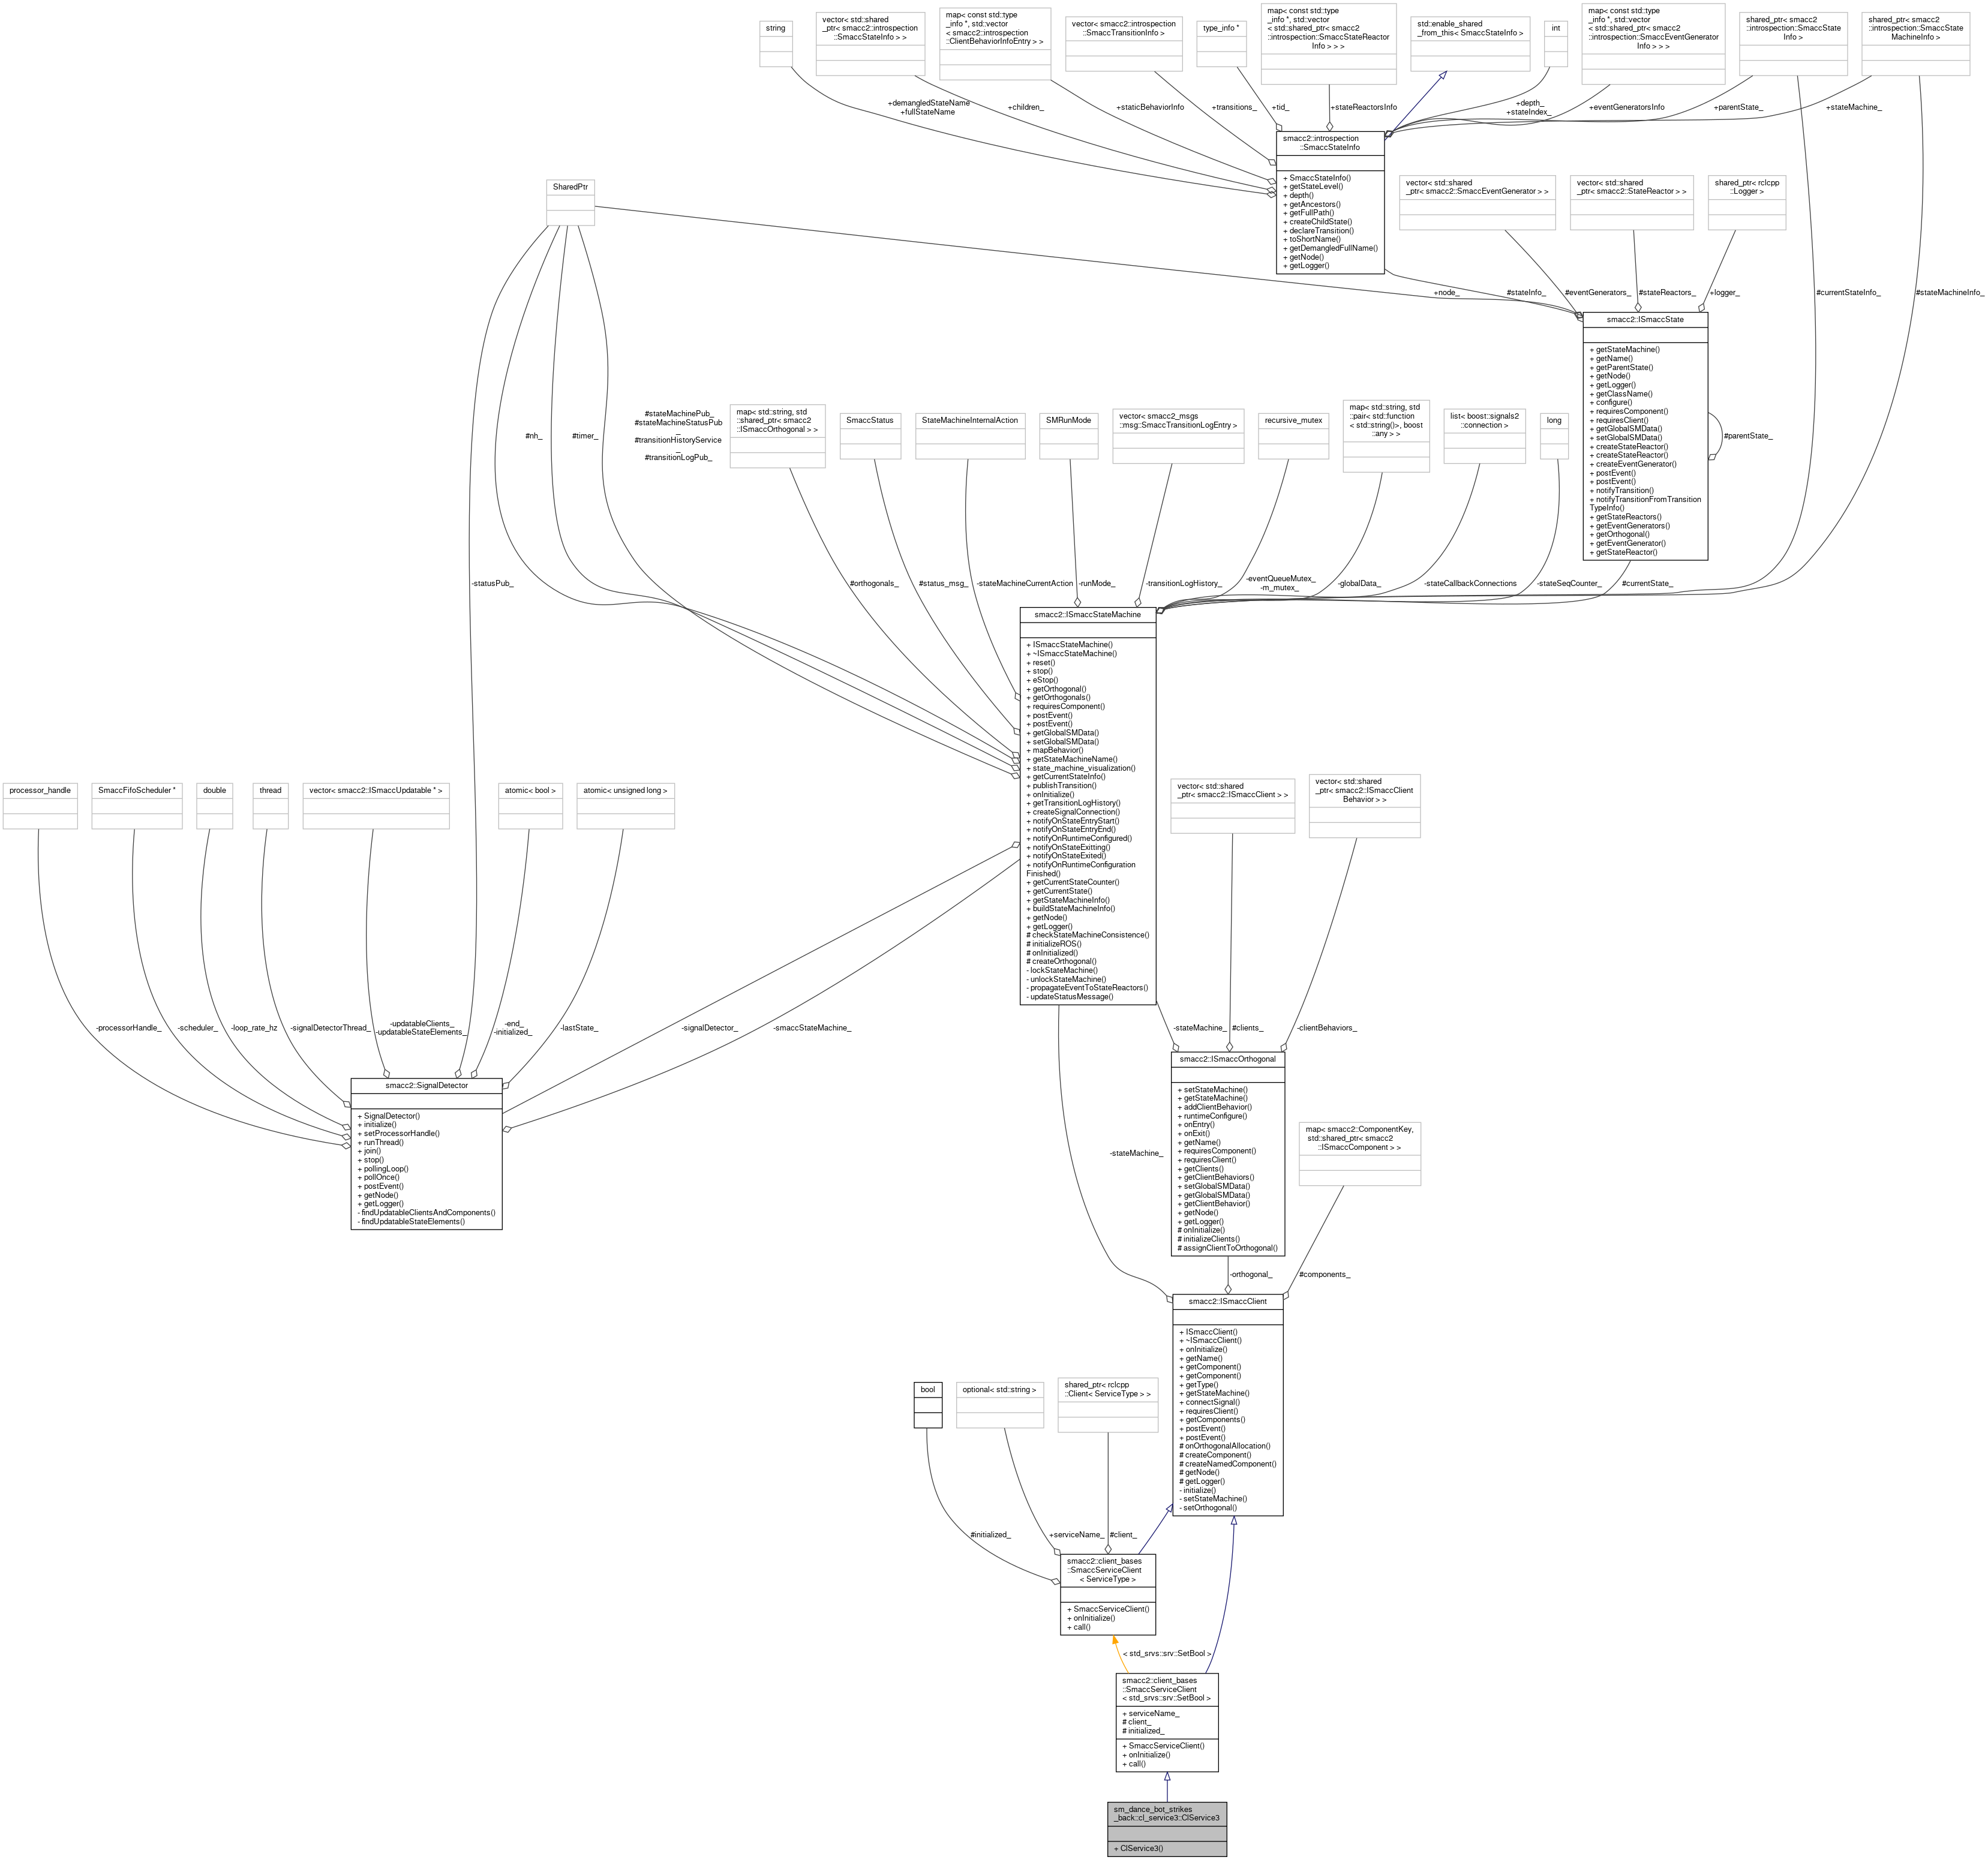 string
vector< std::shared
_ptr< smacc2::introspection
::SmaccStateInfo > >
map< const std::type
_info *, std::vector
< smacc2::introspection
::ClientBehaviorInfoEntry > >
vector< smacc2::introspection
::SmaccTransitionInfo >
type_info *
map< const std::type
_info *, std::vector
< std::shared_ptr< smacc2
::introspection::SmaccStateReactor
Info > > >
std::enable_shared
_from_this< SmaccStateInfo >
int
map< const std::type
_info *, std::vector
< std::shared_ptr< smacc2
::introspection::SmaccEventGenerator
Info > > >
shared_ptr< smacc2
::introspection::SmaccState
Info >
shared_ptr< smacc2
::introspection::SmaccState
MachineInfo >
+demangledStateName
+fullStateName
+children_
+staticBehaviorInfo
+transitions_
+tid_
+stateReactorsInfo
+depth_
+stateIndex_
+eventGeneratorsInfo
+parentState_
+stateMachine_
smacc2::introspection
::SmaccStateInfo
+ SmaccStateInfo()
+ getStateLevel()
+ depth()
+ getAncestors()
+ getFullPath()
+ createChildState()
+ declareTransition()
+ toShortName()
+ getDemangledFullName()
+ getNode()
+ getLogger()
SharedPtr
vector< std::shared
_ptr< smacc2::SmaccEventGenerator > >
vector< std::shared
_ptr< smacc2::StateReactor > >
shared_ptr< rclcpp
::Logger >
+node_
#stateInfo_
#eventGenerators_
#stateReactors_
+logger_
#currentStateInfo_
#stateMachineInfo_
smacc2::ISmaccState
+ getStateMachine()
+ getName()
+ getParentState()
+ getNode()
+ getLogger()
+ getClassName()
+ configure()
+ requiresComponent()
+ requiresClient()
+ getGlobalSMData()
+ setGlobalSMData()
+ createStateReactor()
+ createStateReactor()
+ createEventGenerator()
+ postEvent()
+ postEvent()
+ notifyTransition()
+ notifyTransitionFromTransition
TypeInfo()
+ getStateReactors()
+ getEventGenerators()
+ getOrthogonal()
+ getEventGenerator()
+ getStateReactor()
#parentState_
#nh_
#timer_
#stateMachinePub_
#stateMachineStatusPub
_
#transitionHistoryService
_
#transitionLogPub_
map< std::string, std
::shared_ptr< smacc2
::ISmaccOrthogonal > >
SmaccStatus
StateMachineInternalAction
SMRunMode
vector< smacc2_msgs
::msg::SmaccTransitionLogEntry >
recursive_mutex
map< std::string, std
::pair< std::function
< std::string()>, boost
::any > >
list< boost::signals2
::connection >
long
-statusPub_
#orthogonals_
#status_msg_
-stateMachineCurrentAction
-runMode_
-transitionLogHistory_
-eventQueueMutex_
-m_mutex_
-globalData_
-stateCallbackConnections
-stateSeqCounter_
#currentState_
smacc2::ISmaccStateMachine
+ ISmaccStateMachine()
+ ~ISmaccStateMachine()
+ reset()
+ stop()
+ eStop()
+ getOrthogonal()
+ getOrthogonals()
+ requiresComponent()
+ postEvent()
+ postEvent()
+ getGlobalSMData()
+ setGlobalSMData()
+ mapBehavior()
+ getStateMachineName()
+ state_machine_visualization()
+ getCurrentStateInfo()
+ publishTransition()
+ onInitialize()
+ getTransitionLogHistory()
+ createSignalConnection()
+ notifyOnStateEntryStart()
+ notifyOnStateEntryEnd()
+ notifyOnRuntimeConfigured()
+ notifyOnStateExitting()
+ notifyOnStateExited()
+ notifyOnRuntimeConfiguration
Finished()
+ getCurrentStateCounter()
+ getCurrentState()
+ getStateMachineInfo()
+ buildStateMachineInfo()
+ getNode()
+ getLogger()
# checkStateMachineConsistence()
# initializeROS()
# onInitialized()
# createOrthogonal()
- lockStateMachine()
- unlockStateMachine()
- propagateEventToStateReactors()
- updateStatusMessage()
processor_handle
SmaccFifoScheduler *
double
thread
vector< smacc2::ISmaccUpdatable * >
atomic< bool >
atomic< unsigned long >
vector< std::shared
_ptr< smacc2::ISmaccClient > >
vector< std::shared
_ptr< smacc2::ISmaccClient
Behavior > >
-processorHandle_
-scheduler_
-loop_rate_hz
-signalDetectorThread_
-updatableClients_
-updatableStateElements_
-end_
-initialized_
-lastState_
-signalDetector_
-smaccStateMachine_
-stateMachine_
#clients_
-clientBehaviors_
smacc2::SignalDetector
+ SignalDetector()
+ initialize()
+ setProcessorHandle()
+ runThread()
+ join()
+ stop()
+ pollingLoop()
+ pollOnce()
+ postEvent()
+ getNode()
+ getLogger()
- findUpdatableClientsAndComponents()
- findUpdatableStateElements()
smacc2::ISmaccOrthogonal
+ setStateMachine()
+ getStateMachine()
+ addClientBehavior()
+ runtimeConfigure()
+ onEntry()
+ onExit()
+ getName()
+ requiresComponent()
+ requiresClient()
+ getClients()
+ getClientBehaviors()
+ setGlobalSMData()
+ getGlobalSMData()
+ getClientBehavior()
+ getNode()
+ getLogger()
# onInitialize()
# initializeClients()
# assignClientToOrthogonal()
map< smacc2::ComponentKey,
std::shared_ptr< smacc2
::ISmaccComponent > >
-stateMachine_
-orthogonal_
#components_
smacc2::ISmaccClient
+ ISmaccClient()
+ ~ISmaccClient()
+ onInitialize()
+ getName()
+ getComponent()
+ getComponent()
+ getType()
+ getStateMachine()
+ connectSignal()
+ requiresClient()
+ getComponents()
+ postEvent()
+ postEvent()
# onOrthogonalAllocation()
# createComponent()
# createNamedComponent()
# getNode()
# getLogger()
- initialize()
- setStateMachine()
- setOrthogonal()
bool
optional< std::string >
shared_ptr< rclcpp
::Client< ServiceType > >
#initialized_
+serviceName_
#client_
smacc2::client_bases
::SmaccServiceClient
< ServiceType >
+ SmaccServiceClient()
+ onInitialize()
+ call()
< std_srvs::srv::SetBool >
smacc2::client_bases
::SmaccServiceClient
< std_srvs::srv::SetBool >
+ serviceName_
# client_
# initialized_
+ SmaccServiceClient()
+ onInitialize()
+ call()
sm_dance_bot_strikes
_back::cl_service3::ClService3
+ ClService3()